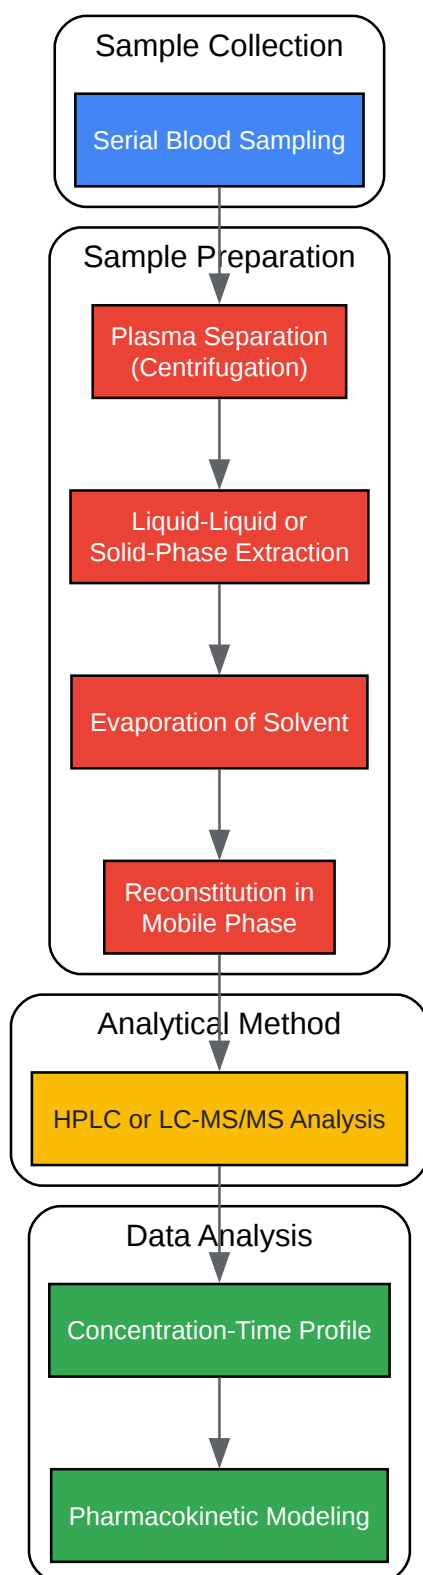 Sample Collection
Serial Blood Sampling
Sample Preparation
Plasma Separation
(Centrifugation)
Liquid-Liquid or
Solid-Phase Extraction
Evaporation of Solvent
Reconstitution in
Mobile Phase
Analytical Method
HPLC or LC-MS/MS Analysis
Data Analysis
Concentration-Time Profile
Pharmacokinetic Modeling